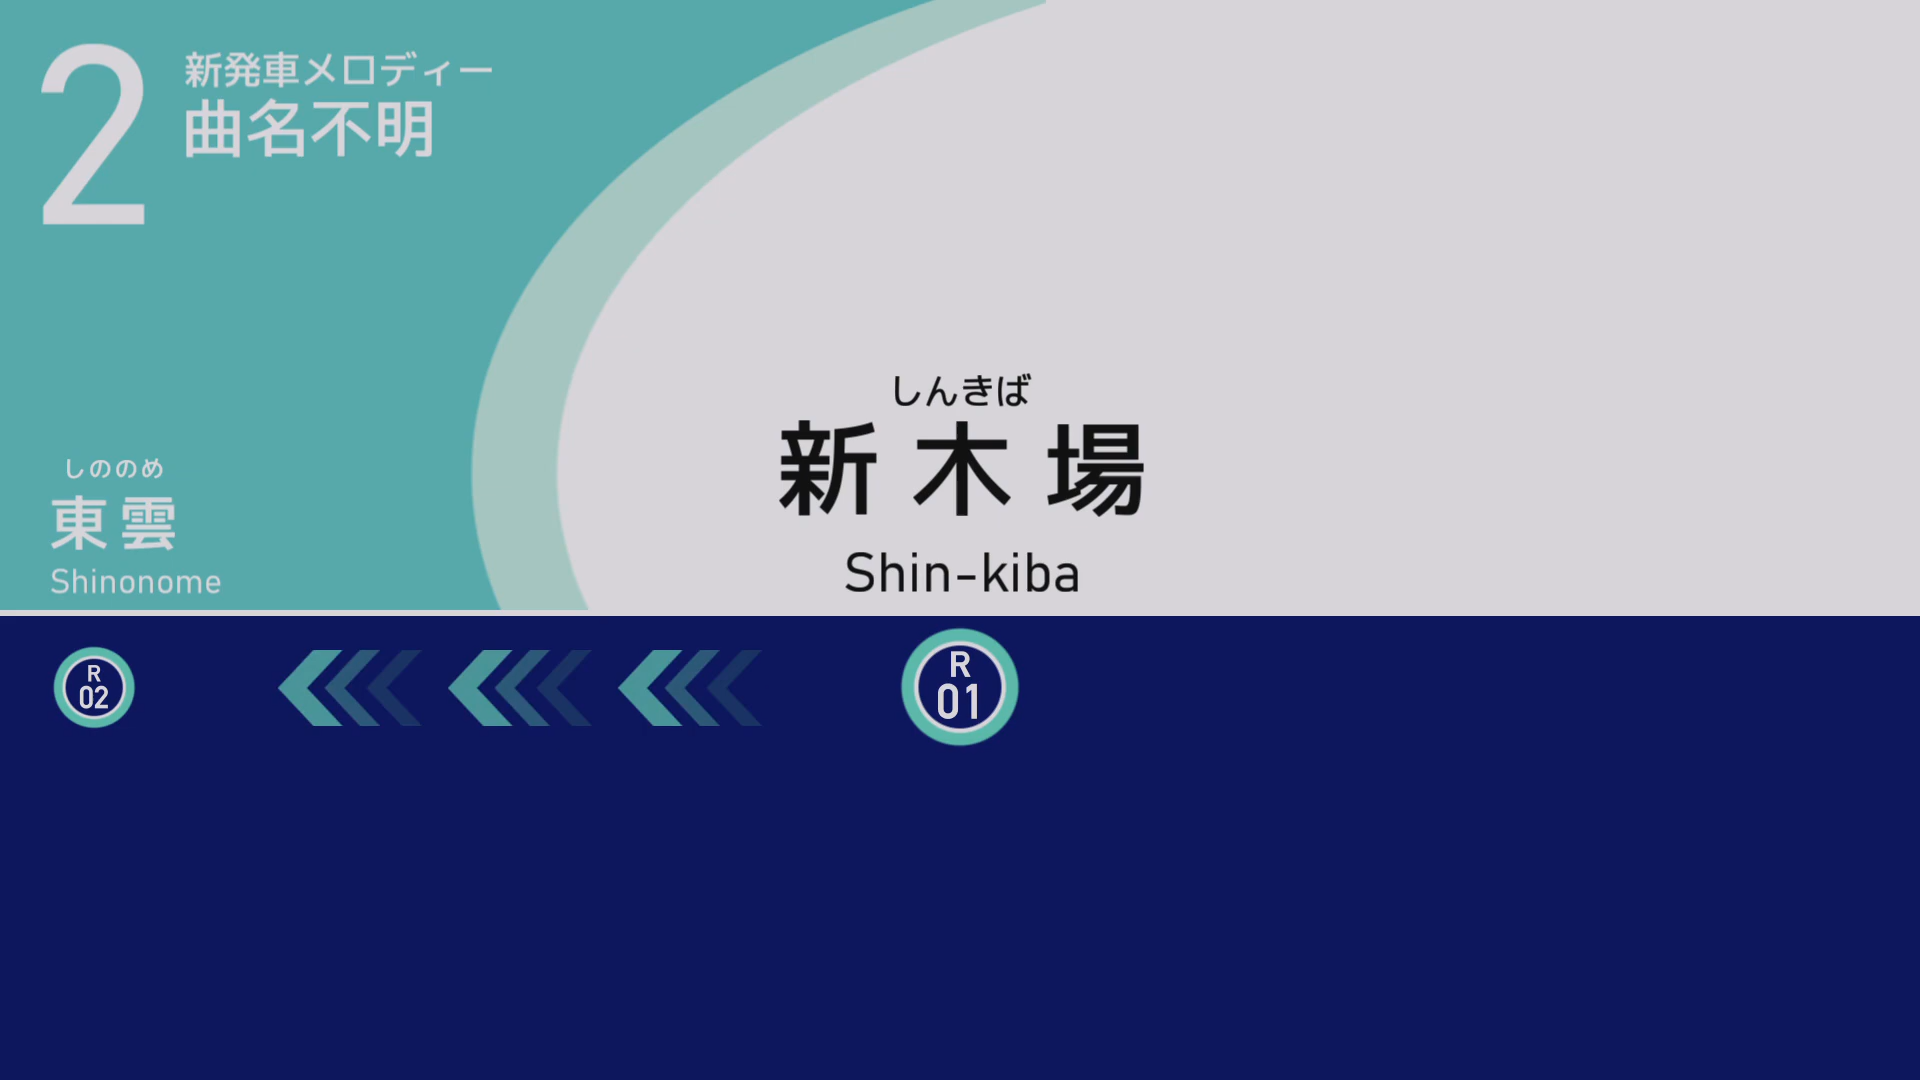 2
新発車メロディー
曲名不明
しんきば
新木場
Shin-kiba
しののめ
東雲
Shinonome
R
02
R
01